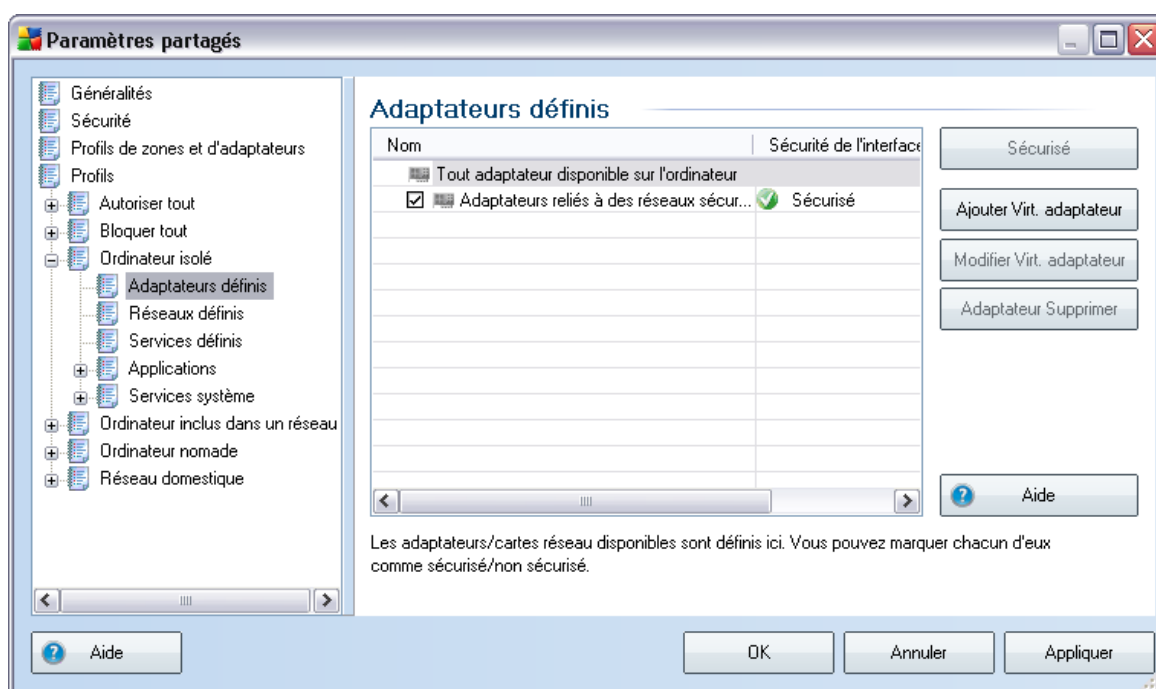 Paramètres partagés
Généralités
Sécurité
Profils de zones et d'adaptateurs
Profils
Autoriser tout
Bloquer tout
Ordinateur isolé
Adaptateurs définis
Réseaux définis
Services définis
Applications
Services système
Ordinateur inclus dans un réseau
Ordinateur nomade
Réseau domestique
Adaptateurs définis
Nom Sécurité de l'interface
Tout adaptateur disponible sur l'ordinateur
Adaptateurs reliés à des réseaux sécur... Sécurisé
Sécurisé
Ajouter Virt. adaptateur
Modifier Virt. adaptateur
Adaptateur Supprimer
Aide
Les adaptateurs/cartes réseau disponibles sont définis ici. Vous pouvez marquer chacun d'eux
comme sécurisé/non sécurisé.
Aide
OK
Annuler
Appliquer